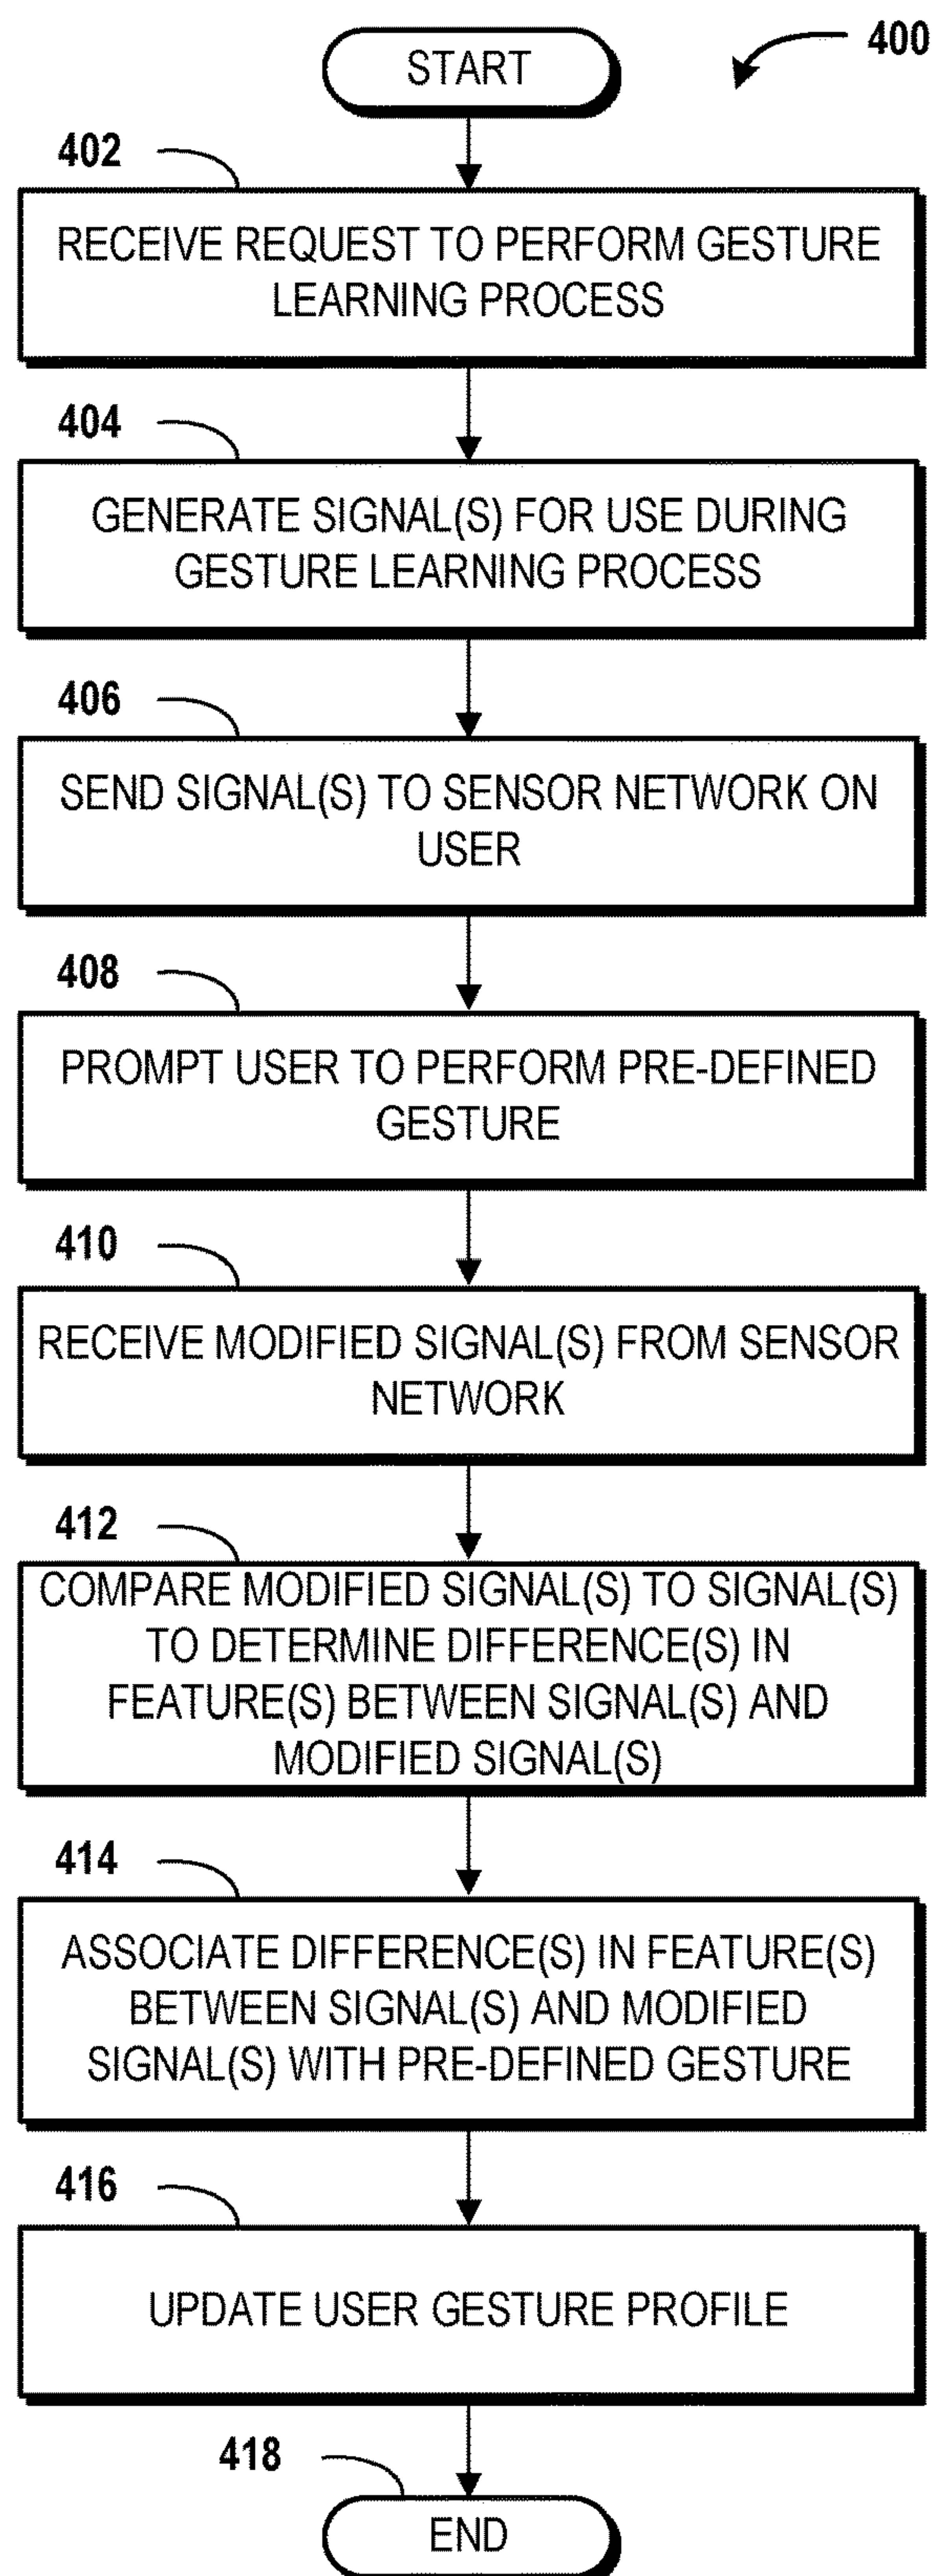 START
400
402
RECEIVE REQUEST TO PERFORM GESTURE
LEARNING PROCESS
404
GENERATE SIGNAL(S) FOR USE DURING
GESTURE LEARNING PROCESS
406
SEND SIGNAL(S) TO SENSOR NETWORK ON
USER
408
PROMPT USER TO PERFORM PRE-DEFINED
GESTURE
410
RECEIVE MODIFIED SIGNAL(S) FROM SENSOR
NETWORK
412
COMPARE MODIFIED SIGNAL(S) TO SIGNAL(S)
TO DETERMINE DIFFERENCE(S) IN
FEATURE(S) BETWEEN SIGNAL(S) AND
MODIFIED SIGNAL(S)
414
ASSOCIATE DIFFERENCE(S) IN FEATURE(S)
BETWEEN SIGNAL(S) AND MODIFIED
SIGNAL(S) WITH PRE-DEFINED GESTURE
416
UPDATE USER GESTURE PROFILE
418
END